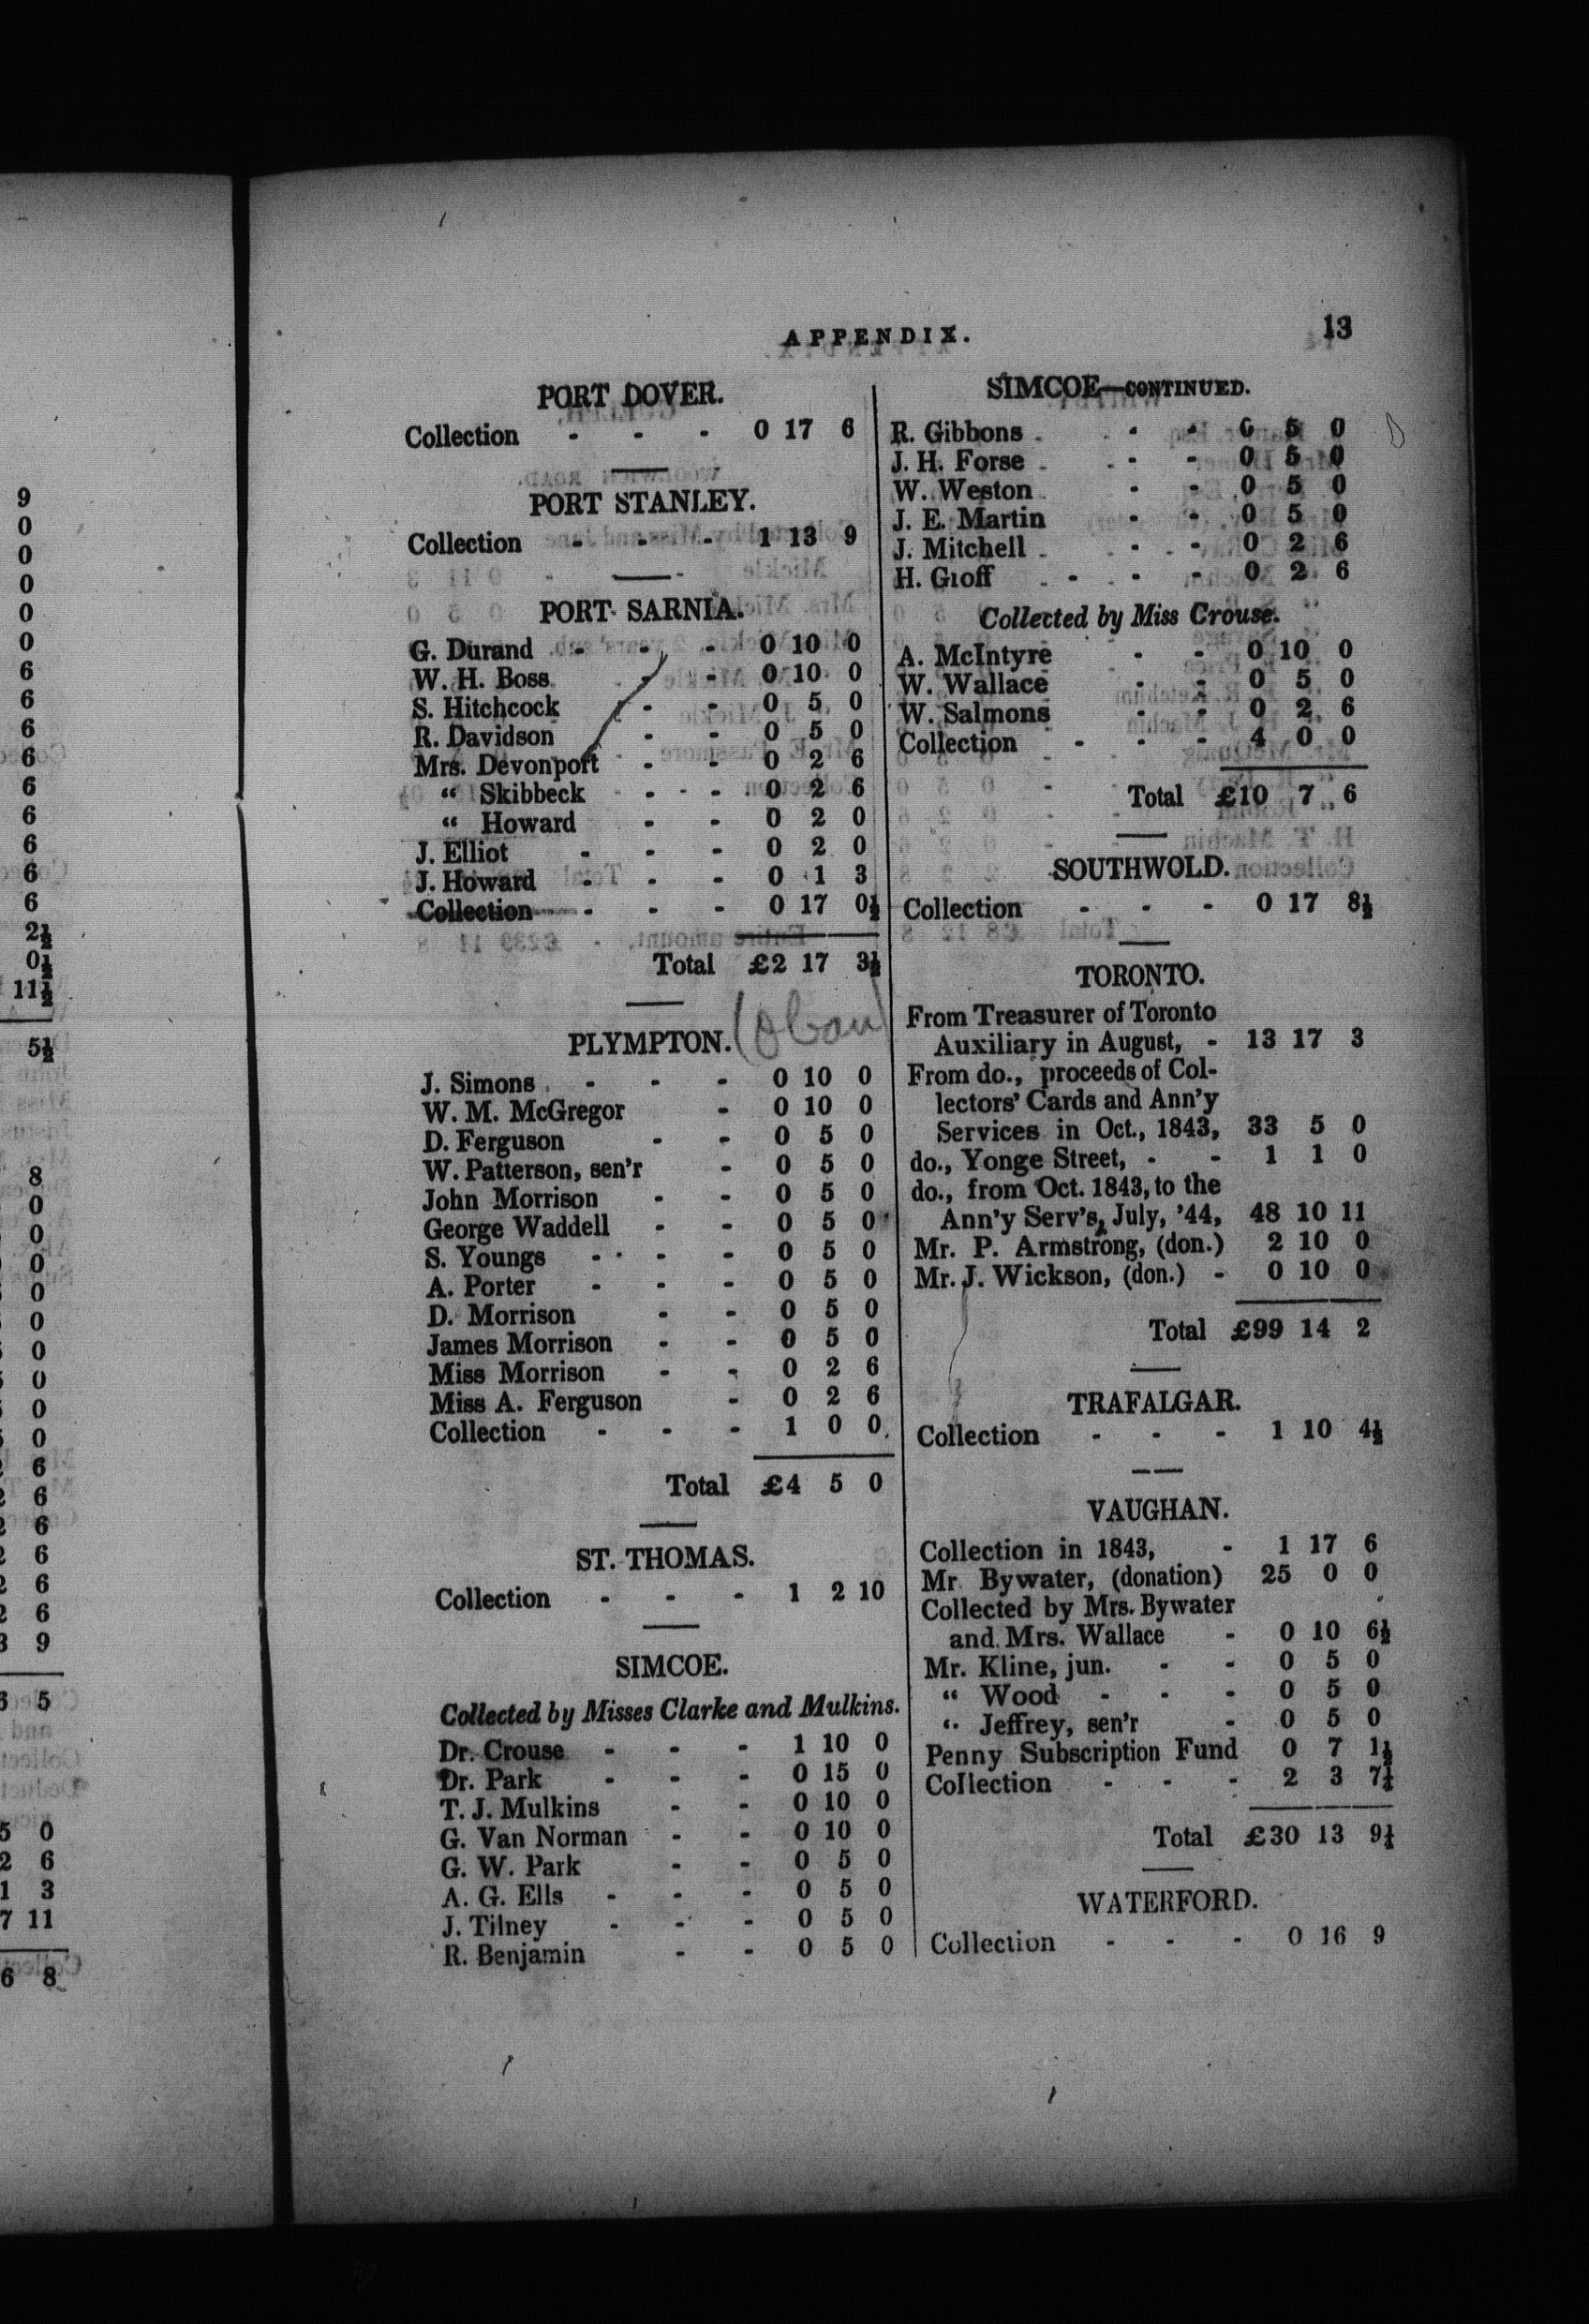 APPENDIX.
13
PORT DOVER.
Collection - - - 0 17 6
PORT STANLEY.
Collection - - - 1 13 9
PORT SARNIA.
G. Durand - - - 0 10 0
W. H. Boss - - 0 10 0
S. Hitchcock - - 0 5 0
R. Davidson - - 0 5 0
Mrs. Devonport - - 0 2 6
“ Skibbeck - - - 0 2 6
“ Howard - - 0 2 0
J. Elliot - - - 0 2 0
J. Howard - - - 0 1 3
Collection - - - 0 17 0½
Total £2 17 3½
PLYMPTON.
J. Simons - - - 0 10 0
W. M. McGregor - 0 10 0
D. Ferguson - - 0 5 0
W. Patterson, sen'r - 0 5 0
John Morrison - - 0 5 0
George Waddell - - 0 5 0
S. Youngs - - - 0 5 0
A. Porter - - - 0 5 0
D. Morrison - - 0 5 0
James Morrison - - 0 5 0
Miss Morrison - - 0 2 6
Miss A. Ferguson - 0 2 6
Collection - - - 1 0 0
Total £4 5 0
ST. THOMAS.
Collection - - - 1 2 10
SIMCOE.
Collected by Misses Clarke and Mulkins.
Dr. Crouse - - - 1 10 0
Dr. Park - - - 0 15 0
T. J. Mulkins - - 0 10 0
G. Van Norman - - 0 10 0
G. W. Park - - 0 5 0
A. G. Ells - - - 0 5 0
J. Tilney - - - 0 5 0
R. Benjamin - - 0 5 0
SIMCOE—CONTINUED.
R. Gibbons - - 0 5 0
J. H. Forse - - 0 5 0
W. Weston - - 0 5 0
J. E. Martin - - 0 5 0
J. Mitchell - - 0 2 6
H. Groff - - - 0 2 6
Collected by Miss Crouse.
A. McIntyre - - 0 10 0
W. Wallace - - 0 5 0
W. Salmons - - 0 2 6
Collection - - - 4 0 0
Total £10 7 6
SOUTHWOLD.
Collection - - - 0 17 8½
TORONTO.
From Treasurer of Toronto
Auxiliary in August, - 13 17 3
From do., proceeds of Col-
lectors' Cards and Ann'y
Services in Oct., 1843, 33 5 0
do., Yonge Street, - - 1 1 0
do., from Oct. 1843, to the
Ann'y Serv's, July, '44, 48 10 11
Mr. P. Armstrong, (don.) 2 10 0
Mr. J. Wickson, (don.) - 0 10 0
Total £99 14 2
TRAFALGAR.
Collection - - - 1 10 4½
VAUGHAN.
Collection in 1843, - 1 17 6
Mr. Bywater, (donation) 25 0 0
Collected by Mrs. Bywater
and Mrs. Wallace - 0 10 6½
Mr. Kline, jun. - - 0 5 0
“ Wood - - - 0 5 0
“ Jeffrey, sen'r - 0 5 0
Penny Subscription Fund 0 7 1½
Collection - - - 2 3 7¼
Total £30 13 9¼
WATERFORD.
Collection - - - 0 16 9